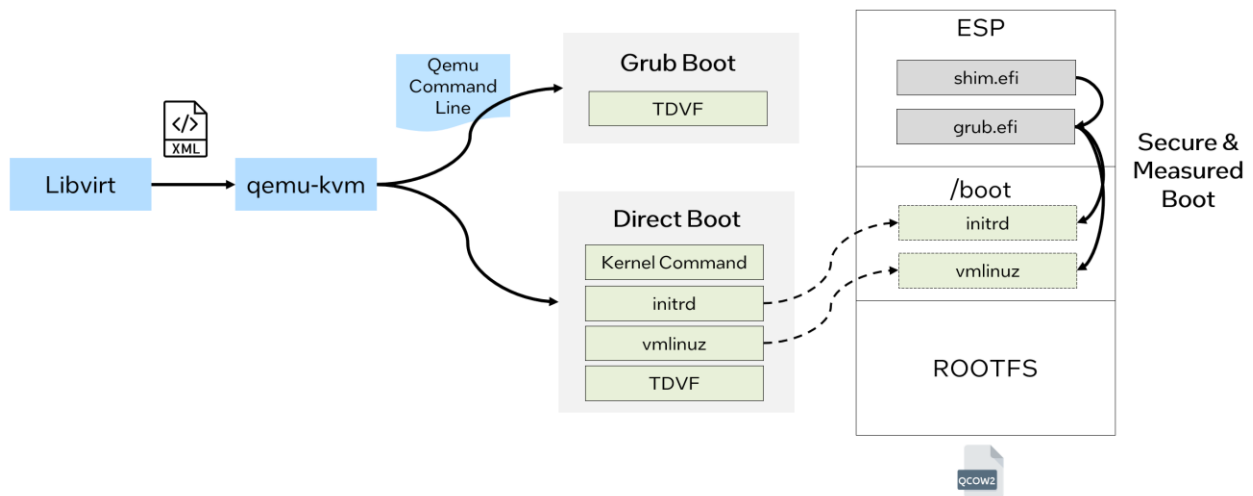 Libvirt
</>
XML
qemu-kvm
Qemu
Command
Line
Grub Boot
TDVF
Direct Boot
Kernel Command
initrd
vmlinuz
TDVF
ESP
shim.efi
grub.efi
/boot
initrd
vmlinuz
ROOTFS
QCOW2
Secure &
Measured
Boot